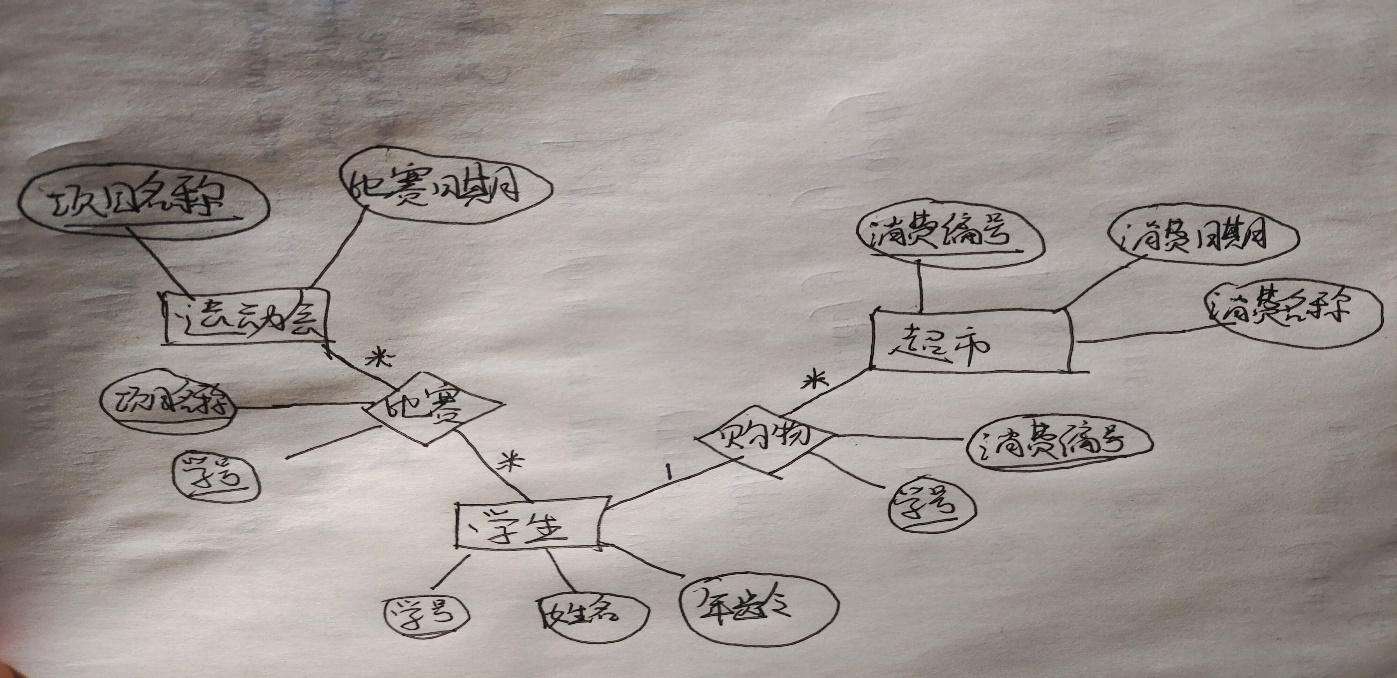 项目名称
比赛日期
运动会
*
项目名称
比赛
学号
*
学生
学号
姓名
年龄
消费编号
消费日期
消费名称
超市
*
购物
1
消费编号
学号